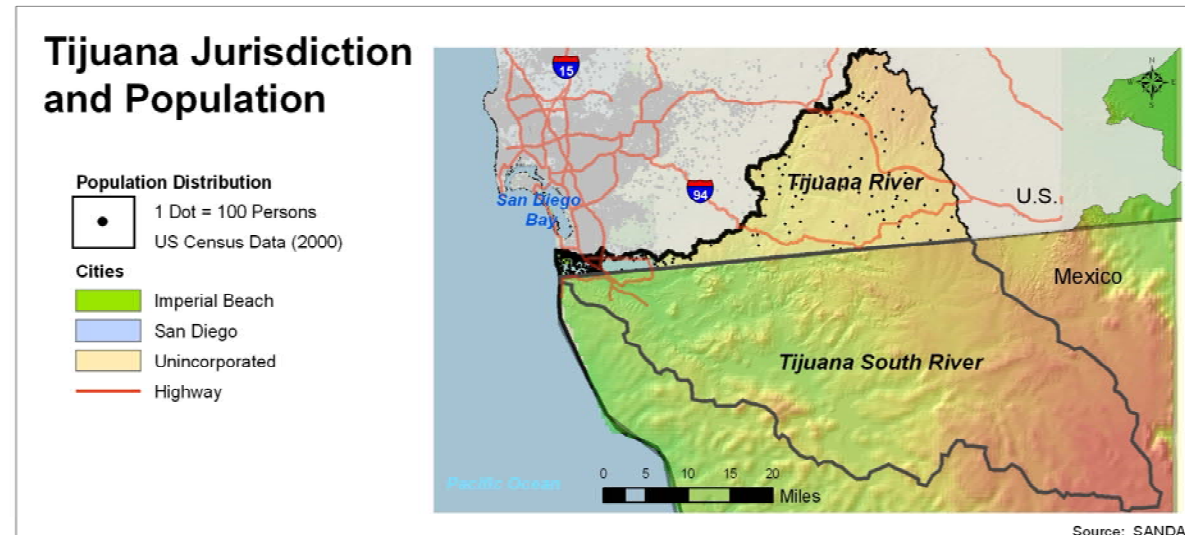 Tijuana Jurisdiction
and Population
Population Distribution
1 Dot = 100 Persons
US Census Data (2000)
Cities
Imperial Beach
San Diego
Unincorporated
Highway
15
N
W E
S
Tijuana River
94
San Diego
Bay
U.S.
Mexico
Tijuana South River
0 5 10 15 20
Miles
Pacific Ocean
Source: SANDA